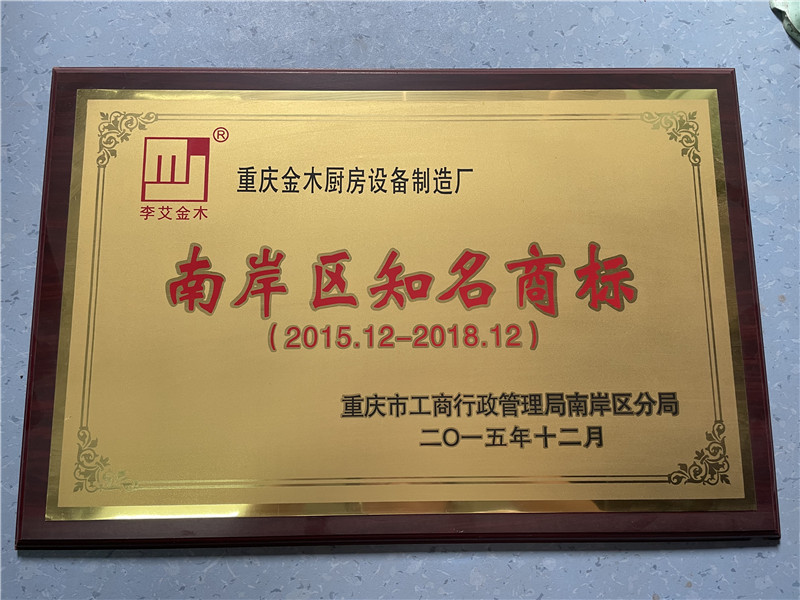 ®
李艾金木
重庆金木厨房设备制造厂
南岸区知名商标
（2015.12–2018.12）
重庆市工商行政管理局南岸区分局
二〇一五年十二月